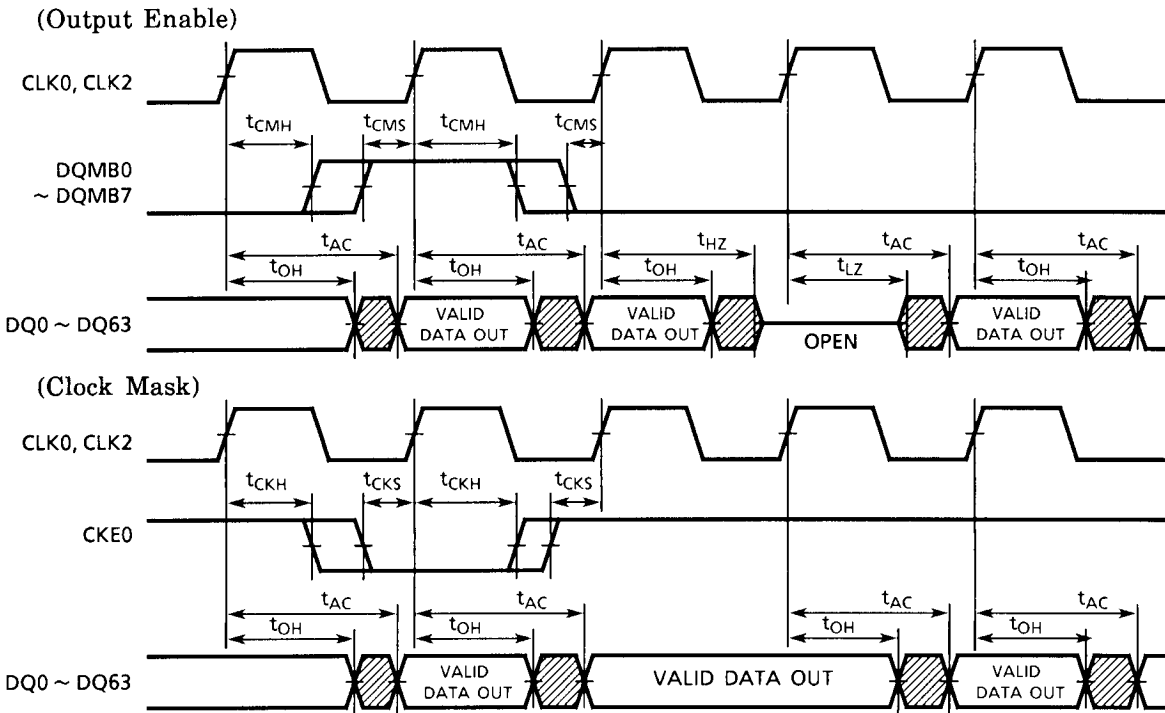 (Output Enable)
CLK0, CLK2
tCMH tCMS tCMH tCMS
DQMB0
~ DQMB7
tAC tAC tHZ tAC tAC
tOH tOH tOH tLZ tOH
DQ0 ~ DQ63
VALID DATA OUT
VALID DATA OUT
OPEN
VALID DATA OUT
(Clock Mask)
CLK0, CLK2
tCKH tCKS tCKH tCKS
CKE0
tAC tAC tAC tAC
tOH tOH tOH tOH
DQ0 ~ DQ63
VALID DATA OUT
VALID DATA OUT
VALID DATA OUT